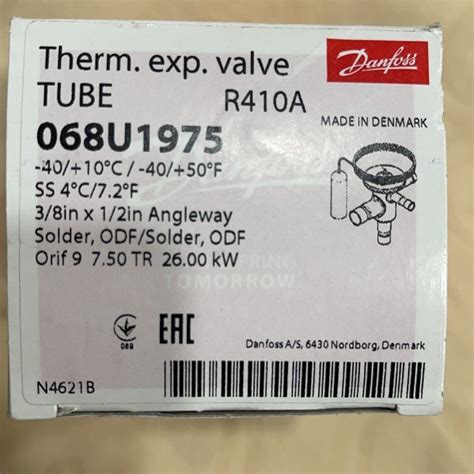 Therm. exp. valve
Danfoss
TUBE R410A
MADE IN DENMARK
068U1975
-40/+10°C / -40/+50°F
SS 4°C/7.2°F
3/8in x 1/2in Angleway
Solder, ODF/Solder, ODF
Orif 9 7.50 TR 26.00 kW
TOMORROW
089
EAC
Danfoss A/S, 6430 Nordborg, Denmark
N4621B